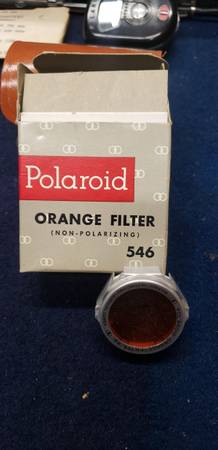 Polaroid
ORANGE FILTER
(NON-POLARIZING)
546